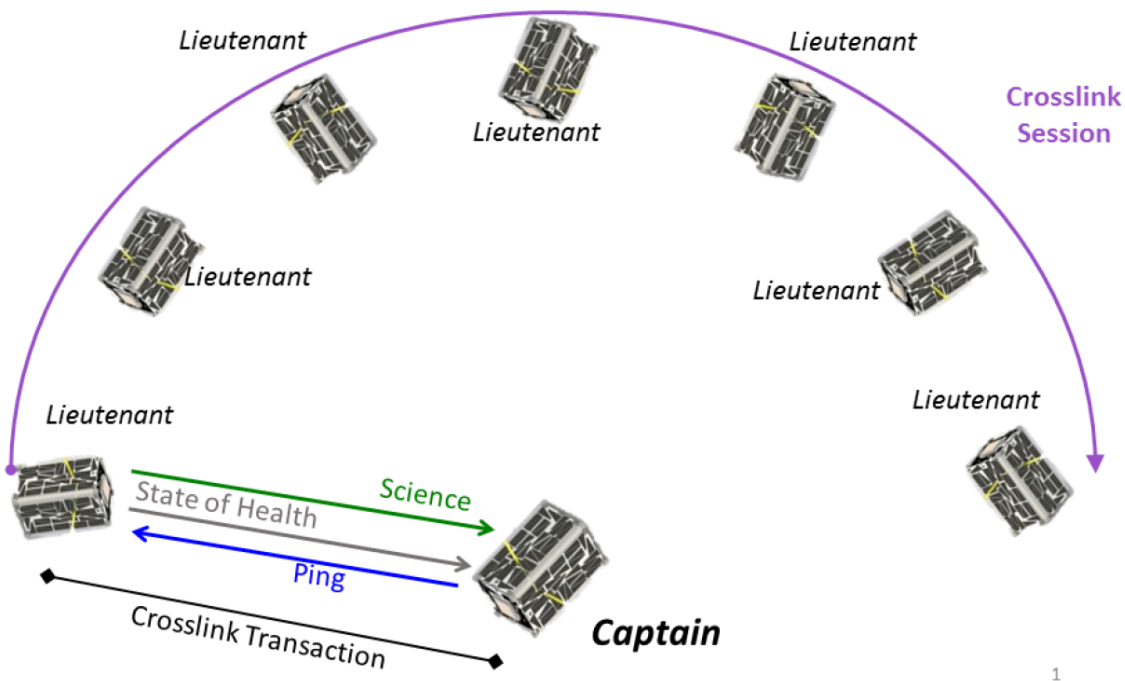 Lieutenant
Lieutenant
Lieutenant
Crosslink
Session
Lieutenant
Lieutenant
Lieutenant
Lieutenant
Science
State of Health
Ping
Crosslink Transaction
Captain
1